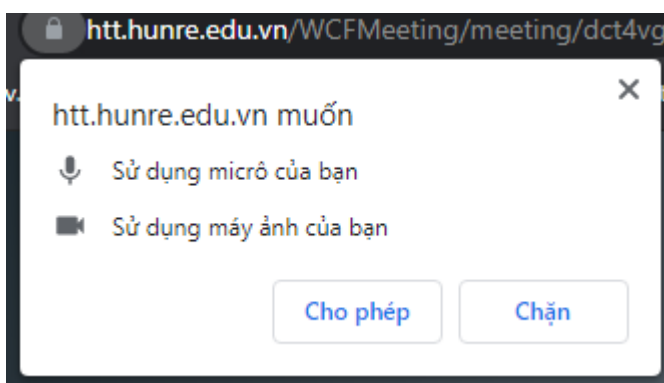 htt.hunre.edu.vn/WCFMeeting/meeting/dct4vg
htt.hunre.edu.vn muốn
Sử dụng micrô của bạn
Sử dụng máy ảnh của bạn
Cho phép Chặn